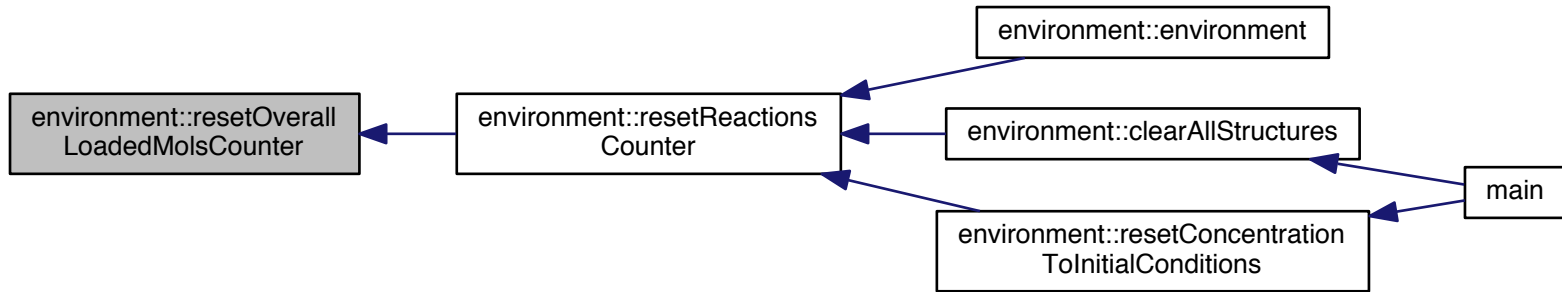 environment::resetOverall
LoadedMolsCounter
environment::resetReactions
Counter
environment::environment
environment::clearAllStructures
environment::resetConcentration
ToInitialConditions
main